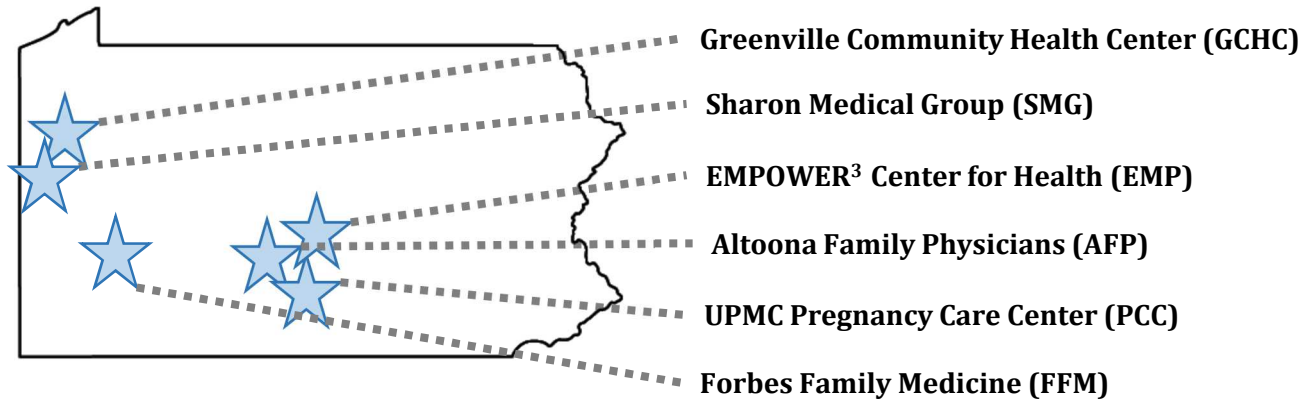 Greenville Community Health Center (GCHC)
Sharon Medical Group (SMG)
EMPOWER³ Center for Health (EMP)
Altoona Family Physicians (AFP)
UPMC Pregnancy Care Center (PCC)
Forbes Family Medicine (FFM)